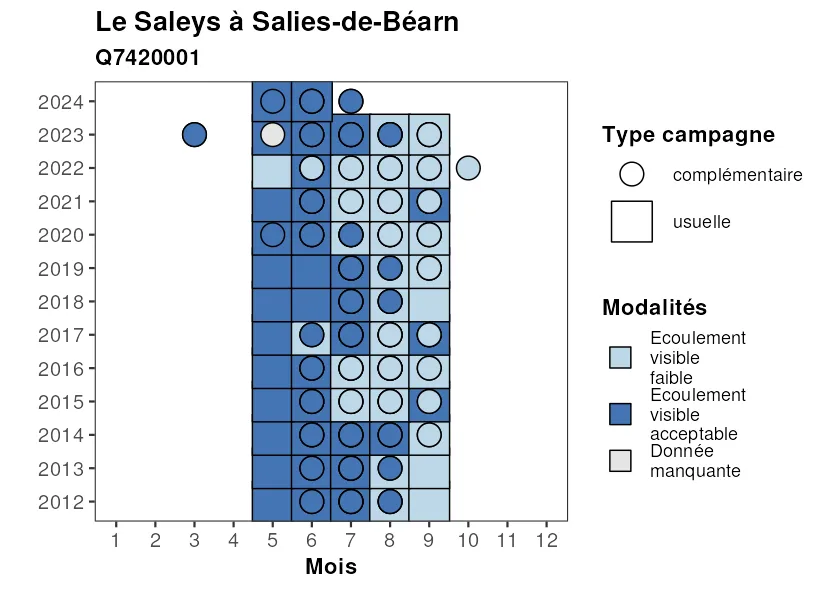 Le Saleys à Salies-de-Béarn
Q7420001
2024
2023
2022
2021
2020
2019
2018
2017
2016
2015
2014
2013
2012
1 2 3 4 5 6 7 8 9 10 11 12
Mois
Type campagne
complémentaire
usuelle
Modalités
Ecoulement
visible
faible
Ecoulement
visible
acceptable
Donnée
manquante